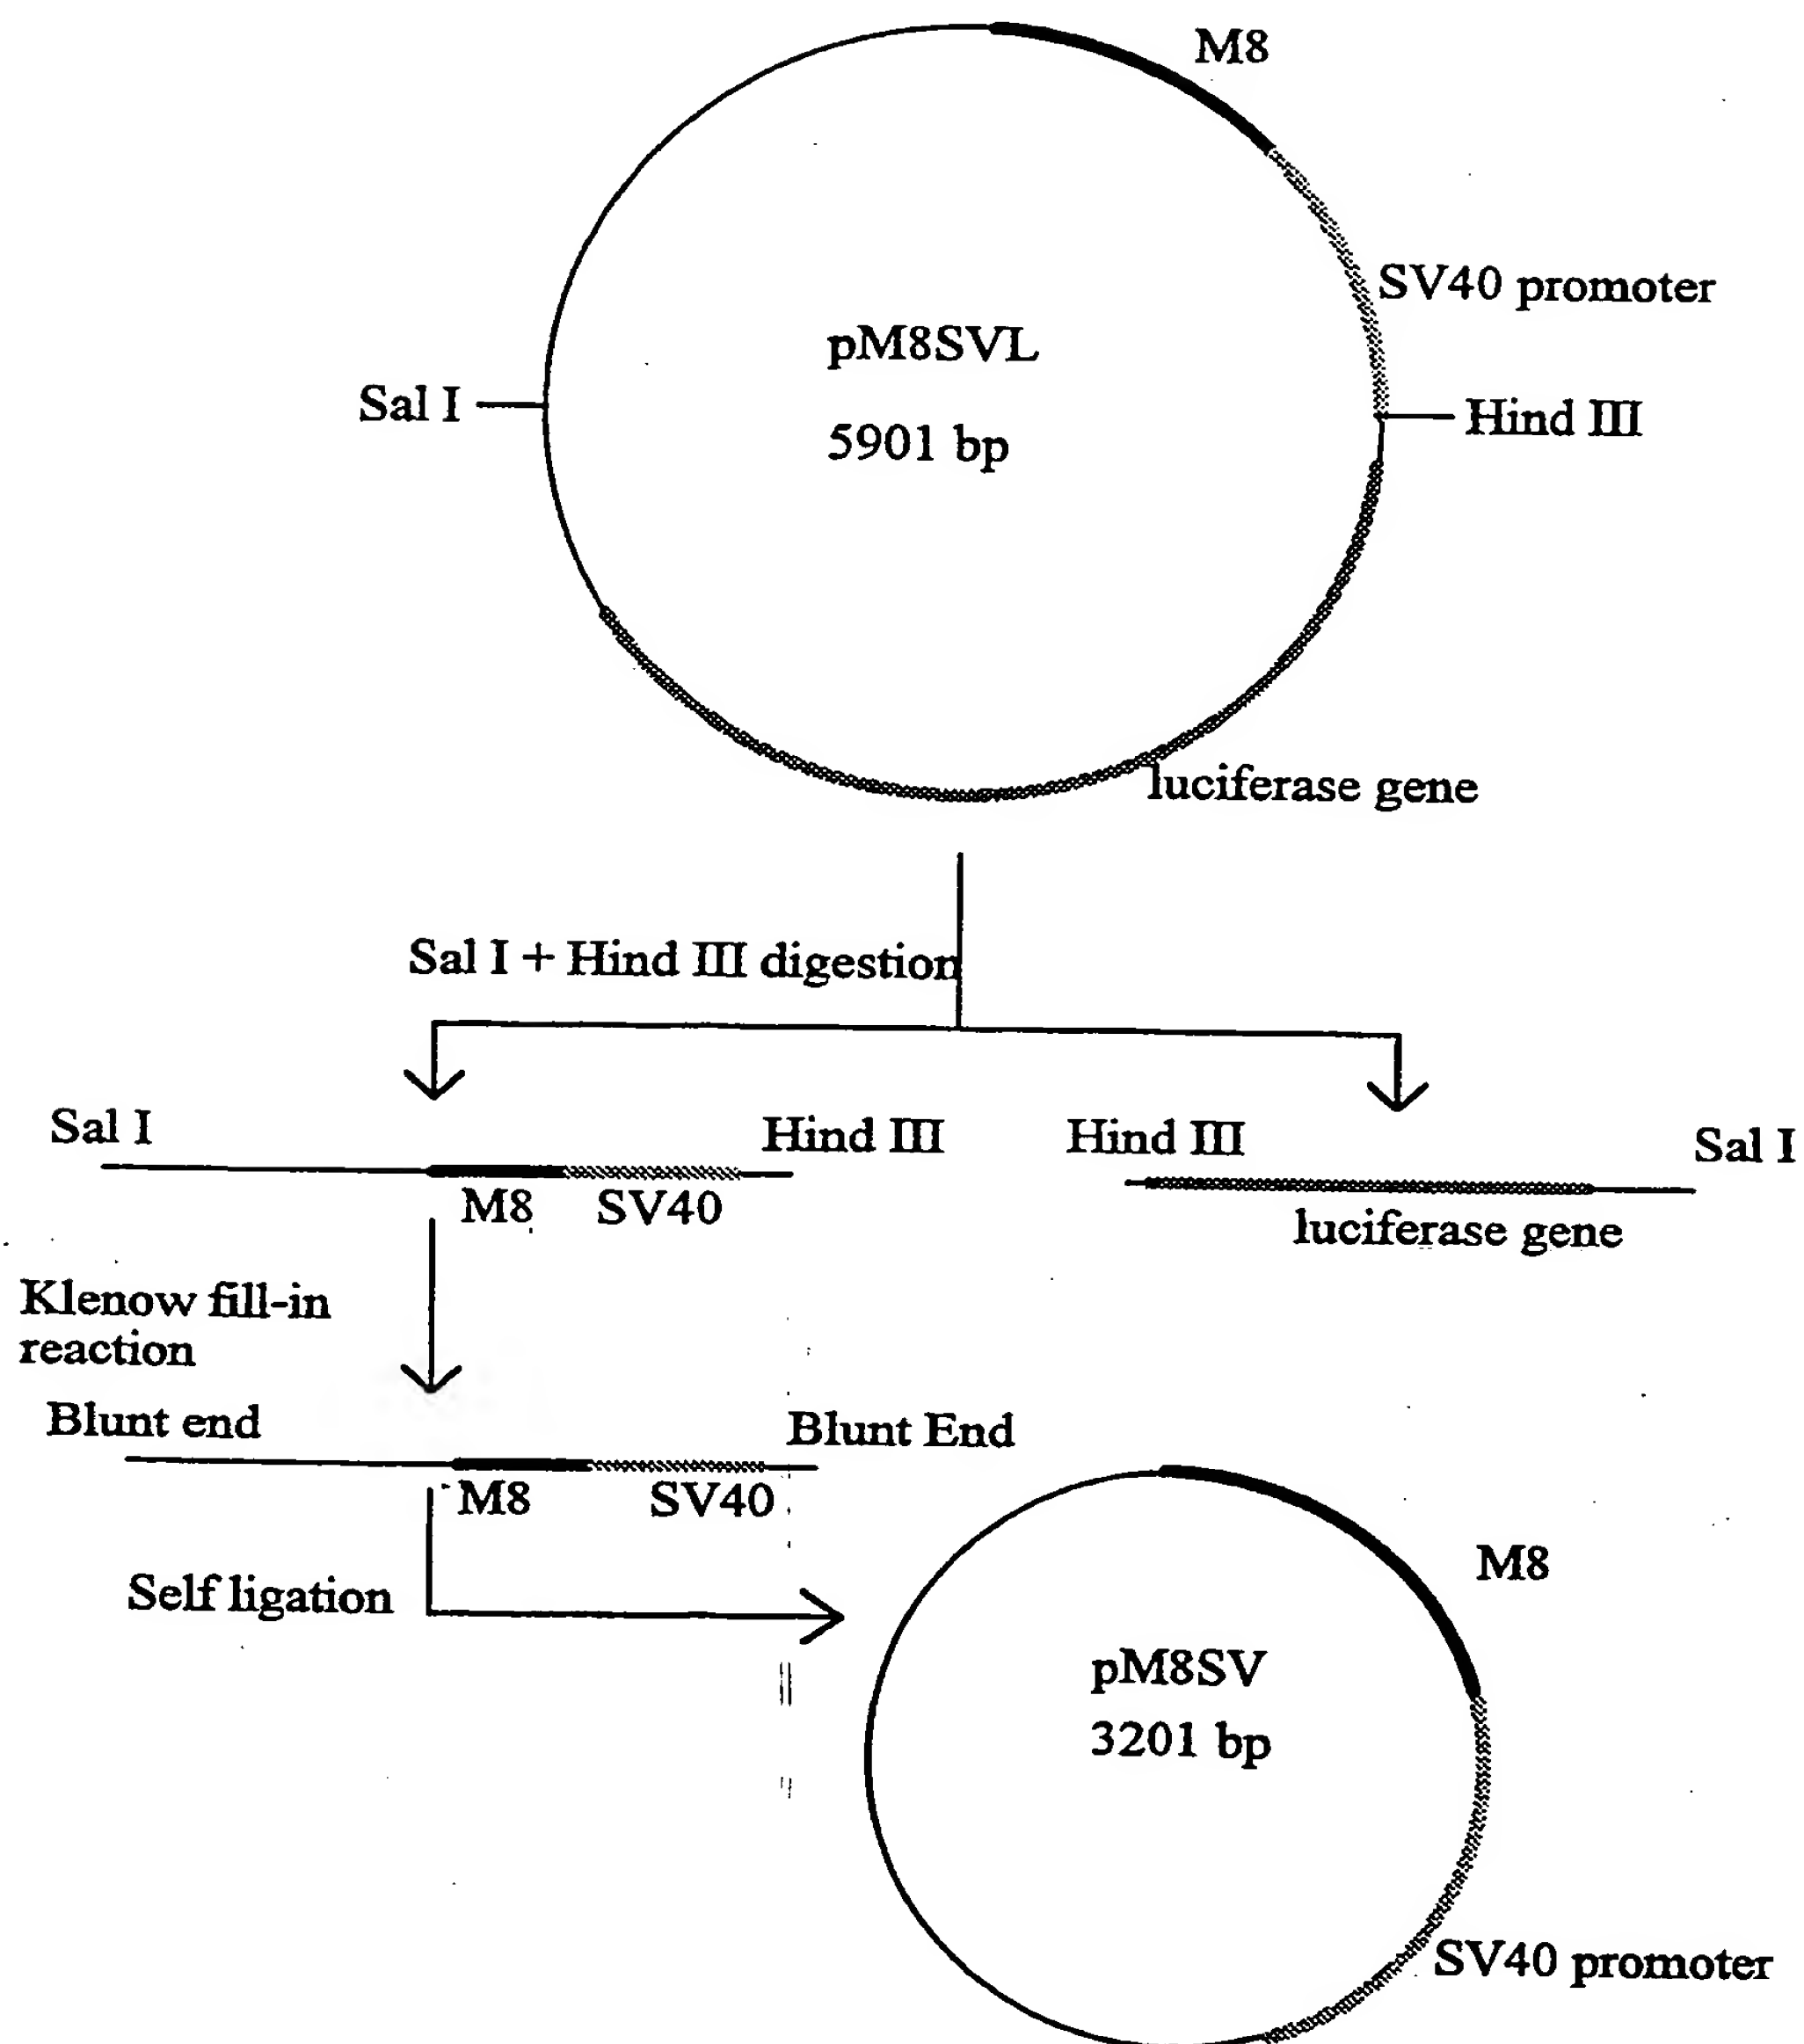 M8
SV40 promoter
pM8SVL
Sal I
Hind III
5901 bp
luciferase gene
Sal I + Hind III digestion
Sal I
Hind III
Hind III
Sal I
M8
SV40
luciferase gene
Klenow fill-in
reaction
Blunt end
Blunt End
M8
SV40
M8
Self ligation
pM8SV
3201 bp
SV40 promoter